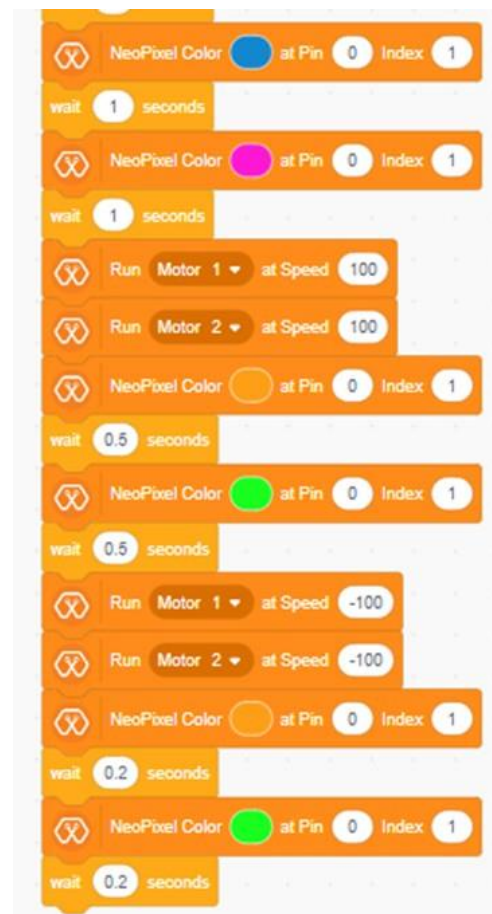 NeoPixel Color at Pin 0 Index 1
wait 1 seconds
NeoPixel Color at Pin 0 Index 1
wait 1 seconds
Run Motor 1 at Speed 100
Run Motor 2 at Speed 100
NeoPixel Color at Pin 0 Index 1
wait 0.5 seconds
NeoPixel Color at Pin 0 Index 1
wait 0.5 seconds
Run Motor 1 at Speed -100
Run Motor 2 at Speed -100
NeoPixel Color at Pin 0 Index 1
wait 0.2 seconds
NeoPixel Color at Pin 0 Index 1
wait 0.2 seconds